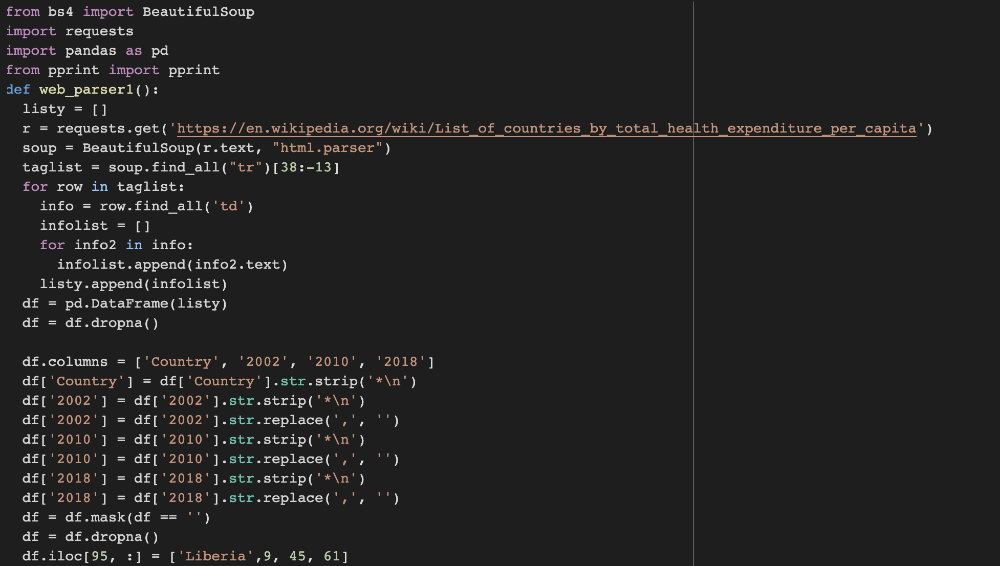 from bs4 import BeautifulSoup
import requests
import pandas as pd
from pprint import pprint
def web_parser1():
  listy = []
  r = requests.get('https://en.wikipedia.org/wiki/List_of_countries_by_total_health_expenditure_per_capita')
  soup = BeautifulSoup(r.text, "html.parser")
  taglist = soup.find_all("tr")[38:-13]
  for row in taglist:
    info = row.find_all('td')
    infolist = []
    for info2 in info:
      infolist.append(info2.text)
    listy.append(infolist)
  df = pd.DataFrame(listy)
  df = df.dropna()

  df.columns = ['Country', '2002', '2010', '2018']
  df['Country'] = df['Country'].str.strip('*\n')
  df['2002'] = df['2002'].str.strip('*\n')
  df['2002'] = df['2002'].str.replace(',', '')
  df['2010'] = df['2010'].str.strip('*\n')
  df['2010'] = df['2010'].str.replace(',', '')
  df['2018'] = df['2018'].str.strip('*\n')
  df['2018'] = df['2018'].str.replace(',', '')
  df = df.mask(df == '')
  df = df.dropna()
  df.iloc[95, :] = ['Liberia',9, 45, 61]